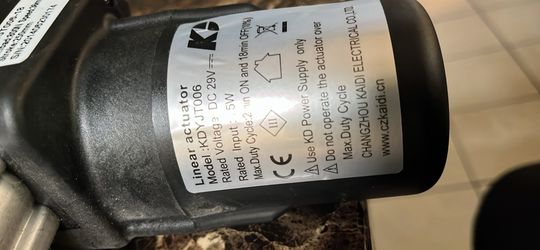 KD
Linear actuator
Model :KDYJT006
Rated Voltage : DC 29V
Rated Input :
Max.Duty Cycle:2 min ON and 18min OFF(10%)
III
CE
Use KD Power Supply only
Do not operate the actuator over
Max.Duty Cycle
CHANGZHOU KAIDI ELECTRICAL CO.LTD
www.czkaidi.cn